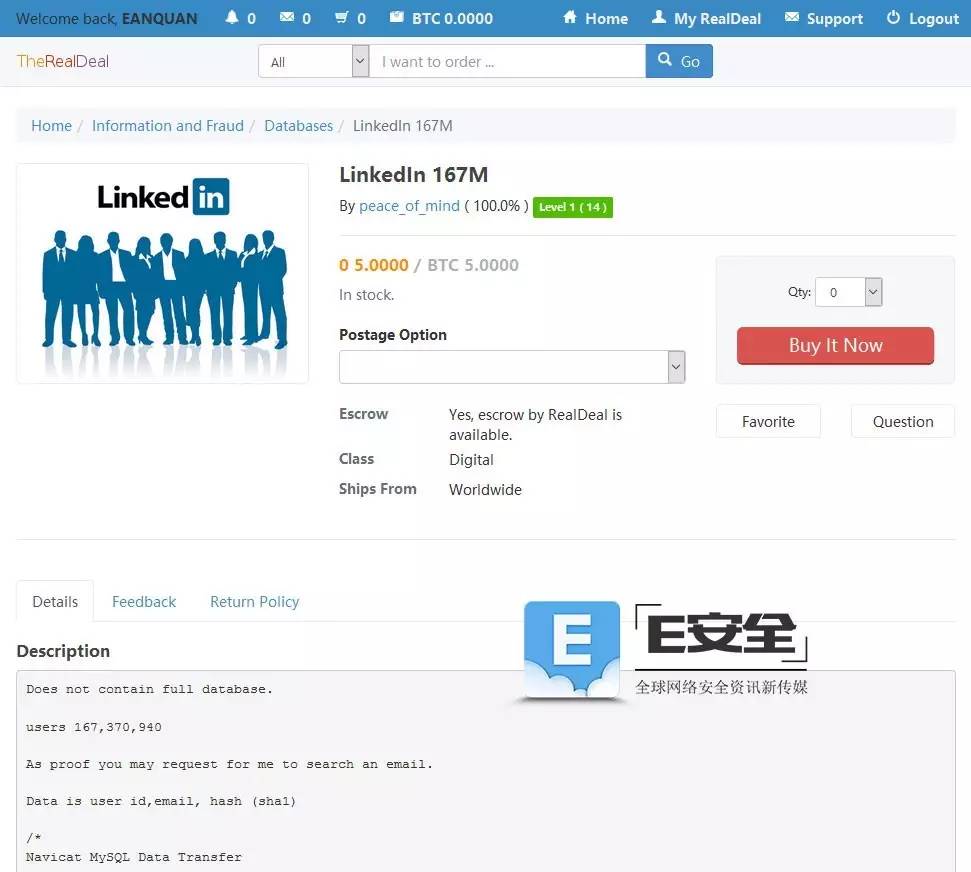 Welcome back, EANQUAN 0 0 0 BTC 0.0000 Home My RealDeal Support Logout
TheRealDeal All I want to order ... Go
Home / Information and Fraud / Databases / LinkedIn 167M
Linked in
LinkedIn 167M
By peace_of_mind ( 100.0% ) Level 1 ( 14 )
0 5.0000 / BTC 5.0000
In stock.
Qty: 0
Postage Option
Buy It Now
Escrow Yes, escrow by RealDeal is
available.
Favorite Question
Class Digital
Ships From Worldwide
Details Feedback Return Policy
E E安全
全球网络安全资讯新传媒
Description
Does not contain full database.
users 167,370,940
As proof you may request for me to search an email.
Data is user id,email, hash (sha1)
/*
Navicat MySQL Data Transfer